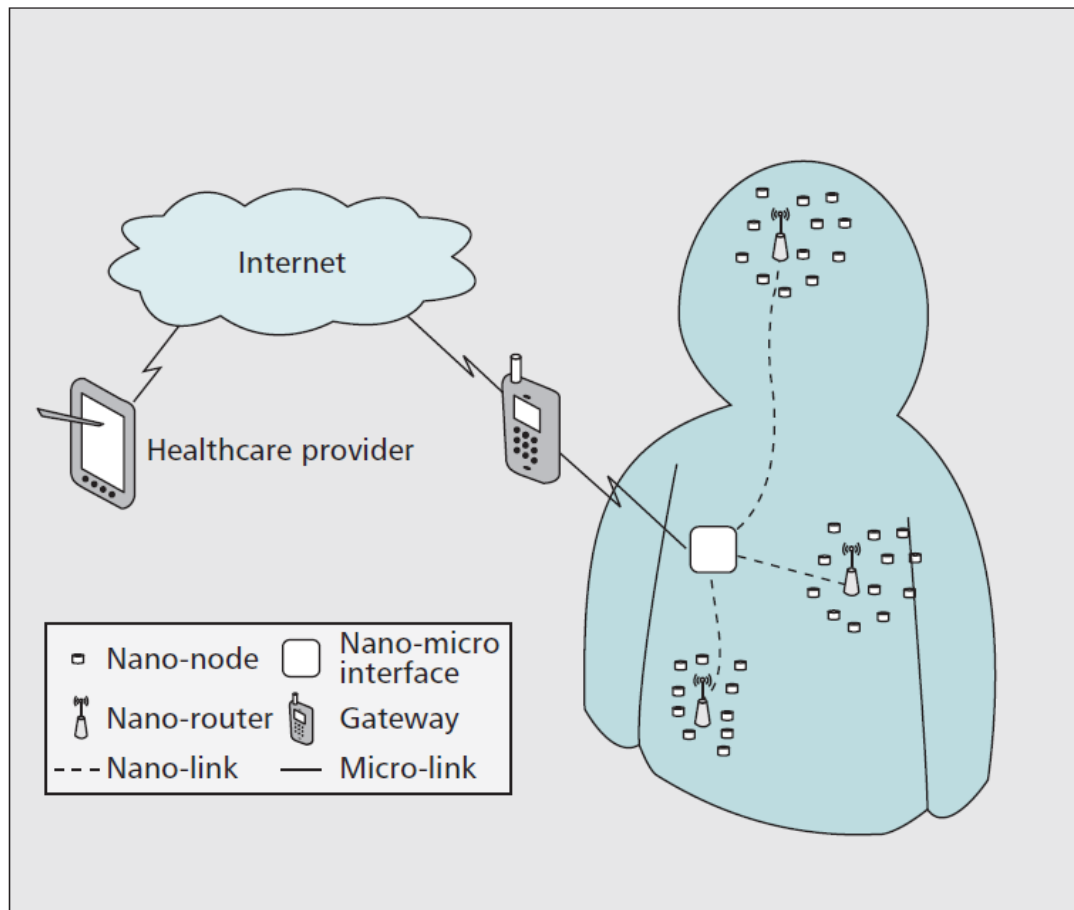 Internet
Healthcare provider
Nano-node
Nano-micro
interface
Nano-router
Gateway
Nano-link
Micro-link